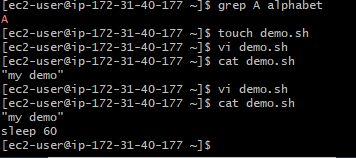 [ec2-user@ip-172-31-40-177 ~]$ grep A alphabet
A
[ec2-user@ip-172-31-40-177 ~]$ touch demo.sh
[ec2-user@ip-172-31-40-177 ~]$ vi demo.sh
[ec2-user@ip-172-31-40-177 ~]$ cat demo.sh
"my demo"
[ec2-user@ip-172-31-40-177 ~]$ vi demo.sh
[ec2-user@ip-172-31-40-177 ~]$ cat demo.sh
"my demo"
sleep 60
[ec2-user@ip-172-31-40-177 ~]$